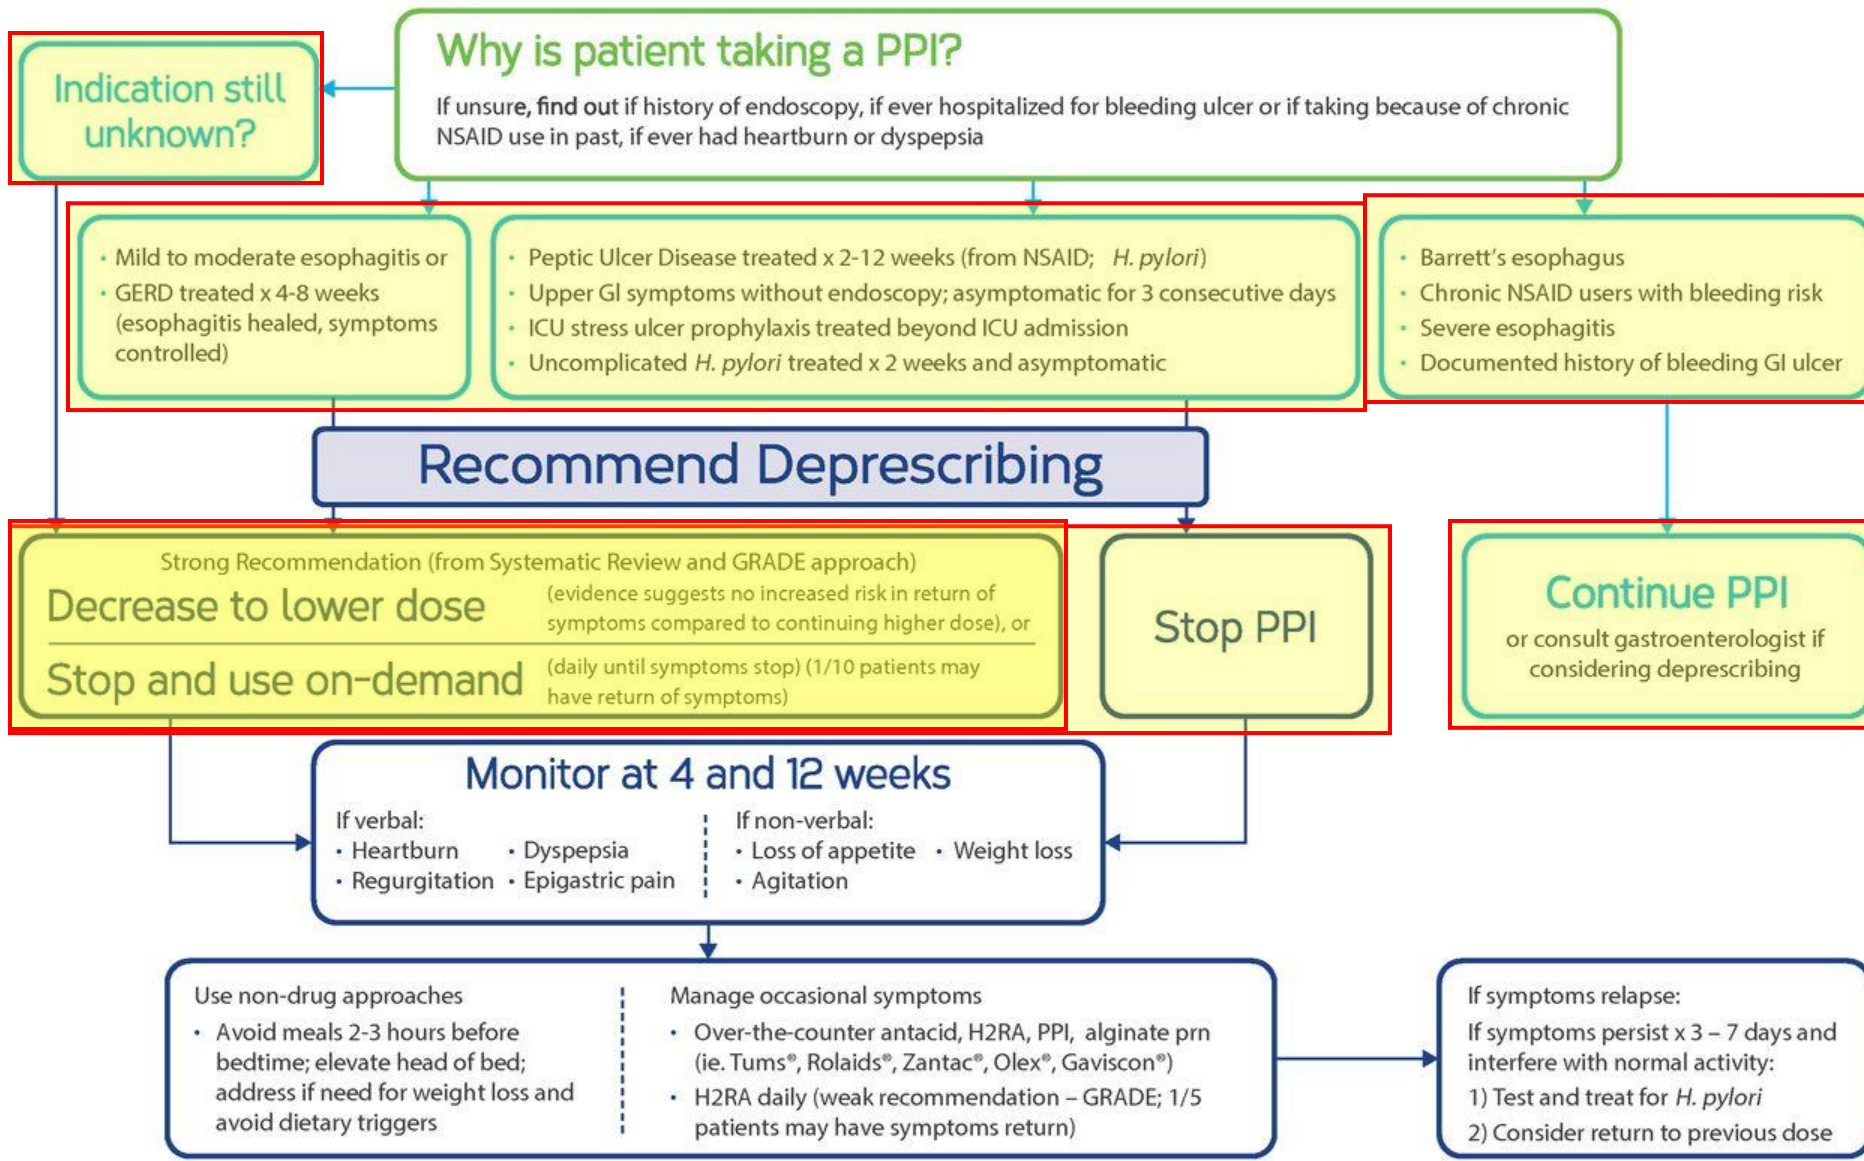 Why is patient taking a PPI?
If unsure, find out if history of endoscopy, if ever hospitalized for bleeding ulcer or if taking because of chronic
NSAID use in past, if ever had heartburn or dyspepsia
Indication still
unknown?
• Mild to moderate esophagitis or
• GERD treated x 4-8 weeks
(esophagitis healed, symptoms
controlled)
• Peptic Ulcer Disease treated x 2-12 weeks (from NSAID; H. pylori)
• Upper GI symptoms without endoscopy; asymptomatic for 3 consecutive days
• ICU stress ulcer prophylaxis treated beyond ICU admission
• Uncomplicated H. pylori treated x 2 weeks and asymptomatic
• Barrett's esophagus
• Chronic NSAID users with bleeding risk
• Severe esophagitis
• Documented history of bleeding GI ulcer
Recommend Deprescribing
Strong Recommendation (from Systematic Review and GRADE approach)
Decrease to lower dose
(evidence suggests no increased risk in return of
symptoms compared to continuing higher dose), or
Stop and use on-demand
(daily until symptoms stop) (1/10 patients may
have return of symptoms)
Stop PPI
Continue PPI
or consult gastroenterologist if
considering deprescribing
Monitor at 4 and 12 weeks
If verbal:
• Heartburn • Dyspepsia
• Regurgitation • Epigastric pain
If non-verbal:
• Loss of appetite • Weight loss
• Agitation
Use non-drug approaches
• Avoid meals 2-3 hours before
bedtime; elevate head of bed;
address if need for weight loss and
avoid dietary triggers
Manage occasional symptoms
• Over-the-counter antacid, H2RA, PPI, alginate prn
(ie. Tums®, Rolaids®, Zantac®, Olex®, Gaviscon®)
• H2RA daily (weak recommendation – GRADE; 1/5
patients may have symptoms return)
If symptoms relapse:
If symptoms persist x 3 – 7 days and
interfere with normal activity:
1) Test and treat for H. pylori
2) Consider return to previous dose